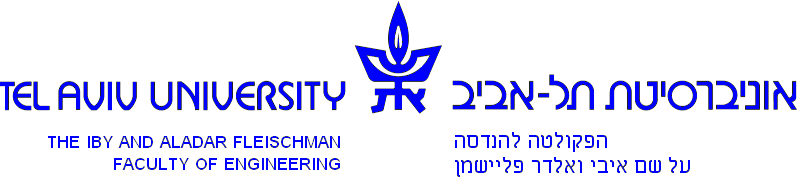 TEL AVIV UNIVERSITY
אוניברסיטת תל-אביב
THE IBY AND ALADAR FLEISCHMAN
FACULTY OF ENGINEERING
הפקולטה להנדסה
על שם איבי ואלדר פליישמן